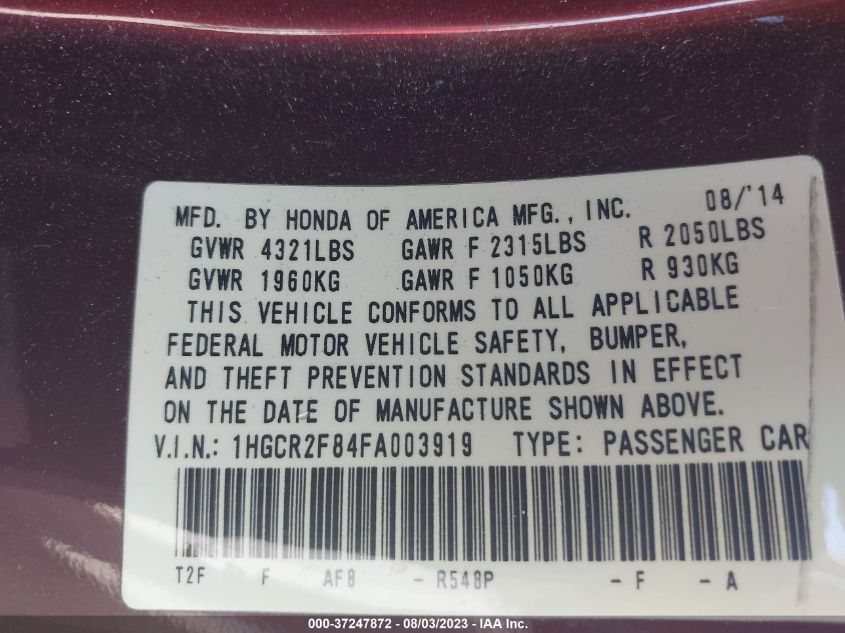 MFD. BY HONDA OF AMERICA MFG., INC. 08/'14
GVWR 4321LBS GAWR F 2315LBS R 2050LBS
GVWR 1960KG GAWR F 1050KG R 930KG
THIS VEHICLE CONFORMS TO ALL APPLICABLE
FEDERAL MOTOR VEHICLE SAFETY, BUMPER,
AND THEFT PREVENTION STANDARDS IN EFFECT
ON THE DATE OF MANUFACTURE SHOWN ABOVE.
V.I.N.: 1HGCR2F84FA003919 TYPE: PASSENGER CAR
T2F F AF8 - R548P - F - A
000-37247872 - 08/03/2023 - IAA Inc.